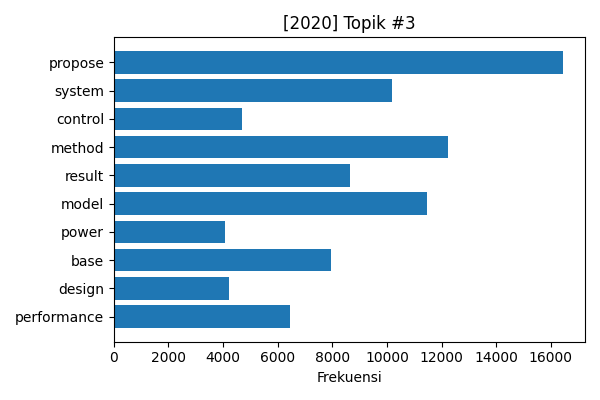 [2020] Topik #3
propose
system
control
method
result
model
power
base
design
performance
0 2000 4000 6000 8000 10000 12000 14000 16000
Frekuensi